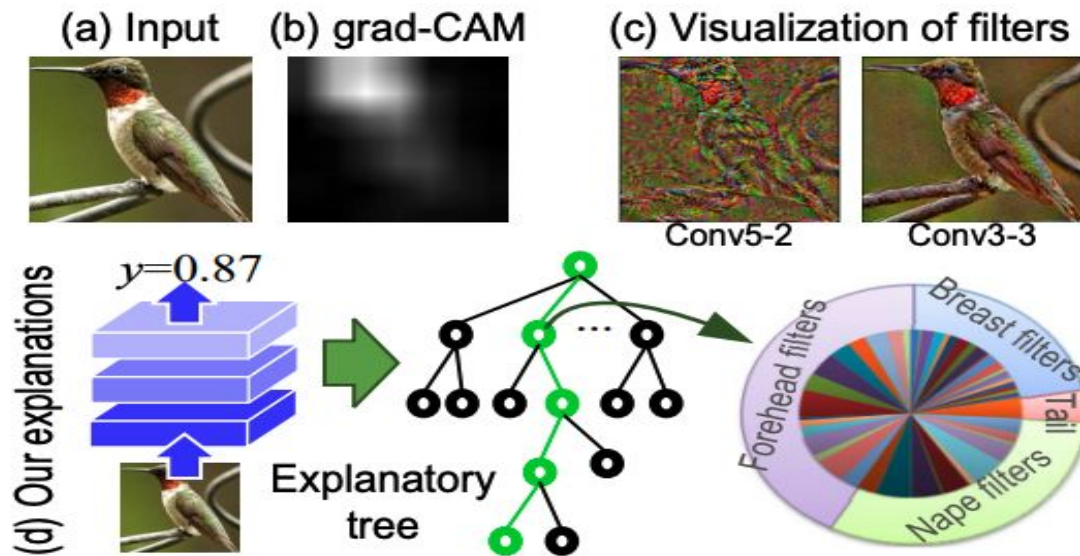 (a) Input
(b) grad-CAM
(c) Visualization of filters
Conv5-2
Conv3-3
(d) Our explanations
y=0.87
Explanatory
tree
...
Forehead filters
Breast filters
Tail
Nape filters